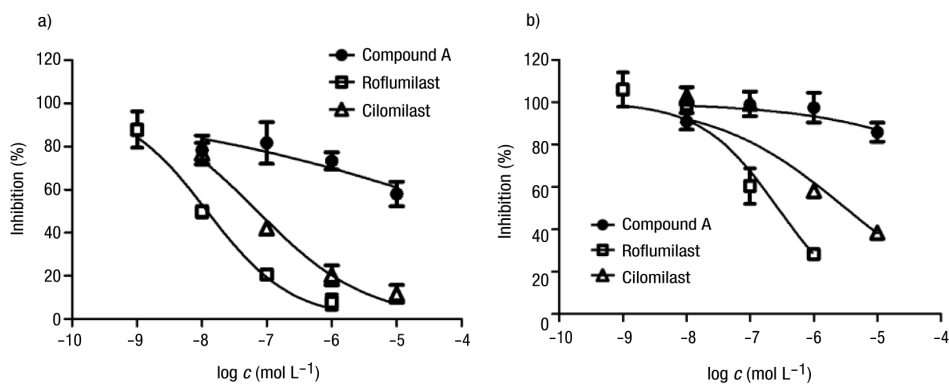 a)
Compound A
Roflumilast
Cilomilast
Inhibition (%)
120
100
80
60
40
20
0
–10 –9 –8 –7 –6 –5 –4
log c (mol L–1)
b)
Inhibition (%)
120
100
80
60
40
20
0
Compound A
Roflumilast
Cilomilast
–10 –9 –8 –7 –6 –5 –4
log c (mol L–1)